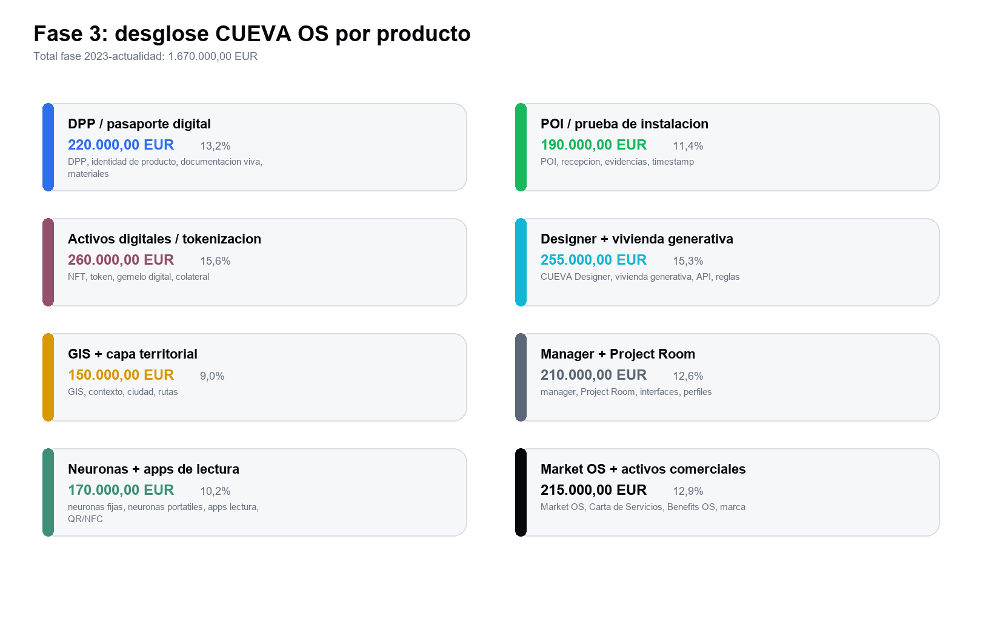 Fase 3: desglose CUEVA OS por producto
Total fase 2023-actualidad: 1.670.000,00 EUR
DPP / pasaporte digital
220.000,00 EUR 13,2%
DPP, identidad de producto, documentacion viva,
materiales
POI / prueba de instalacion
190.000,00 EUR 11,4%
POI, recepcion, evidencias, timestamp
Activos digitales / tokenizacion
260.000,00 EUR 15,6%
NFT, token, gemelo digital, colateral
Designer + vivienda generativa
255.000,00 EUR 15,3%
CUEVA Designer, vivienda generativa, API, reglas
GIS + capa territorial
150.000,00 EUR 9,0%
GIS, contexto, ciudad, rutas
Manager + Project Room
210.000,00 EUR 12,6%
manager, Project Room, interfaces, perfiles
Neuronas + apps de lectura
170.000,00 EUR 10,2%
neuronas fijas, neuronas portatiles, apps lectura,
QR/NFC
Market OS + activos comerciales
215.000,00 EUR 12,9%
Market OS, Carta de Servicios, Benefits OS, marca